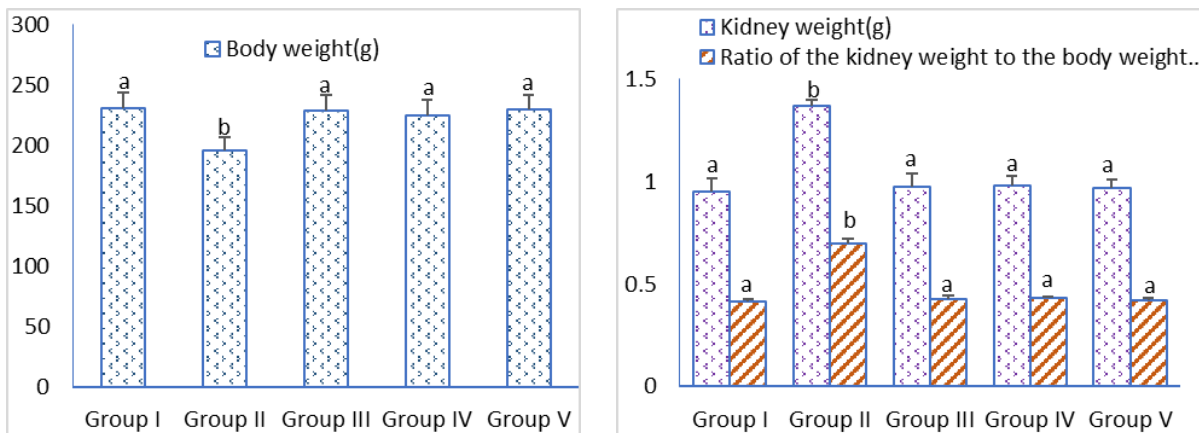 300
250
200
150
100
50
0
Body weight(g)
a
b
a
a
a
Group I Group II Group III Group IV Group V
Kidney weight(g)
Ratio of the kidney weight to the body weight..
1.5
1
0.5
0
a
a
b
b
a
a
a
a
a
a
Group I Group II Group III Group IV Group V